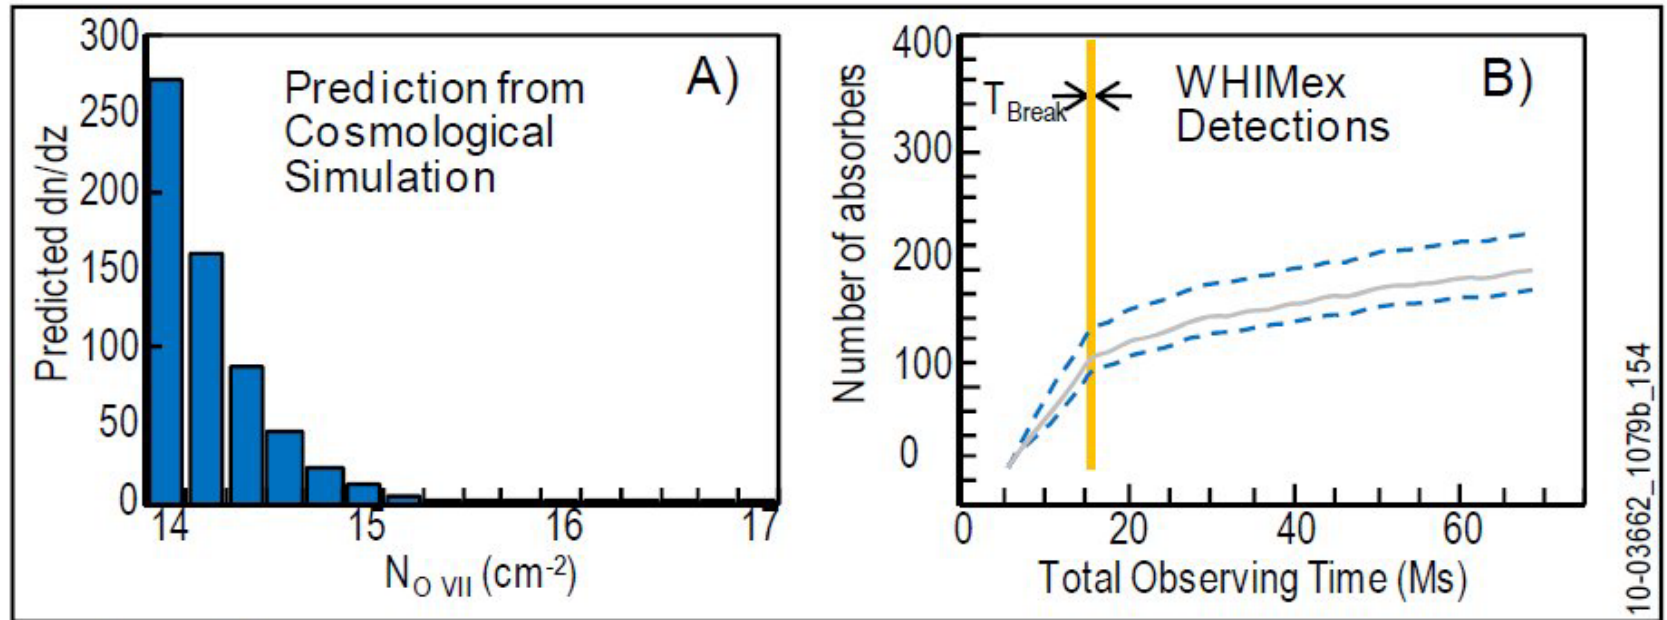 300
250
200
150
100
50
0
Predicted dn/dz
Prediction from
Cosmological
Simulation
A)
14
15
16
17
N_O VII (cm^-2)
400
300
200
100
0
Number of absorbers
T_Break
WHIMex
Detections
B)
0
20
40
60
Total Observing Time (Ms)
10-03662_1079b_154